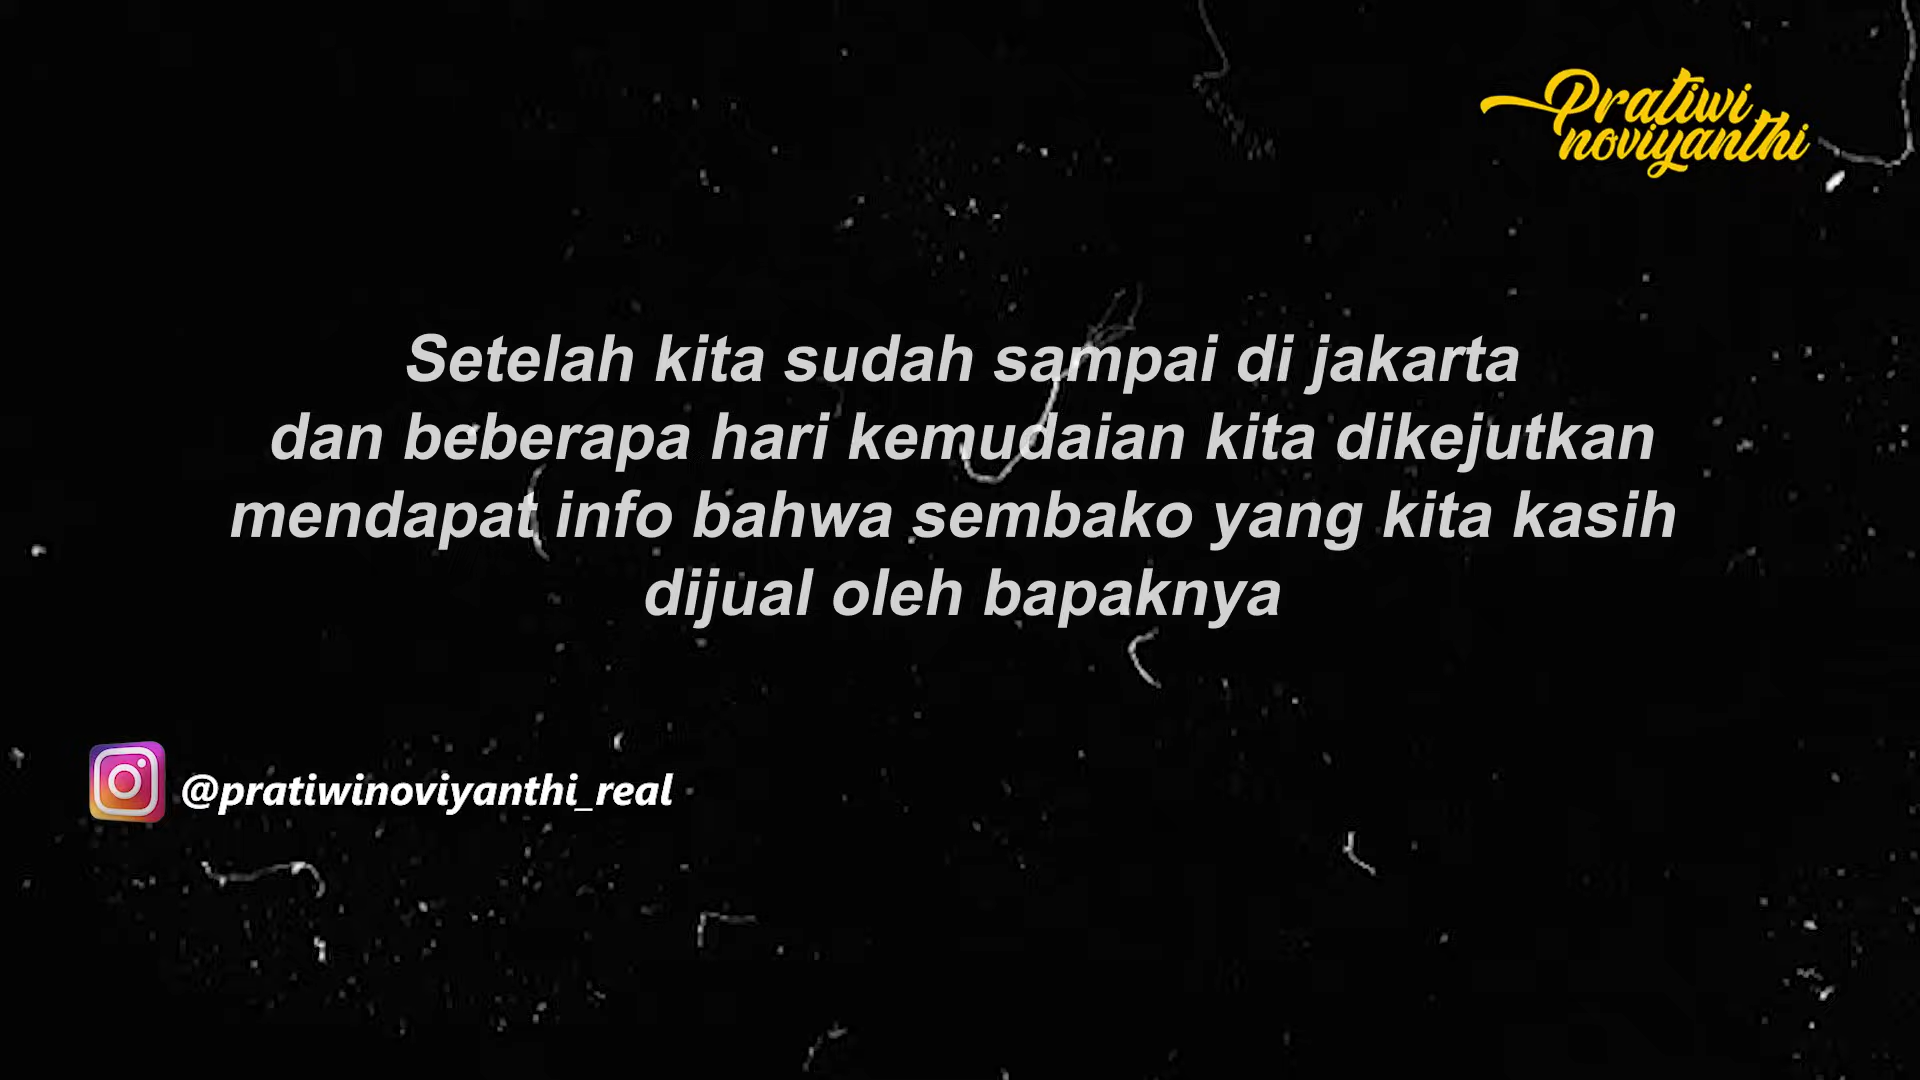 Pratiwi
noviyanthi
Setelah kita sudah sampai di jakarta
dan beberapa hari kemudaian kita dikejutkan
mendapat info bahwa sembako yang kita kasih
dijual oleh bapaknya
@pratiwinoviyanthi_real